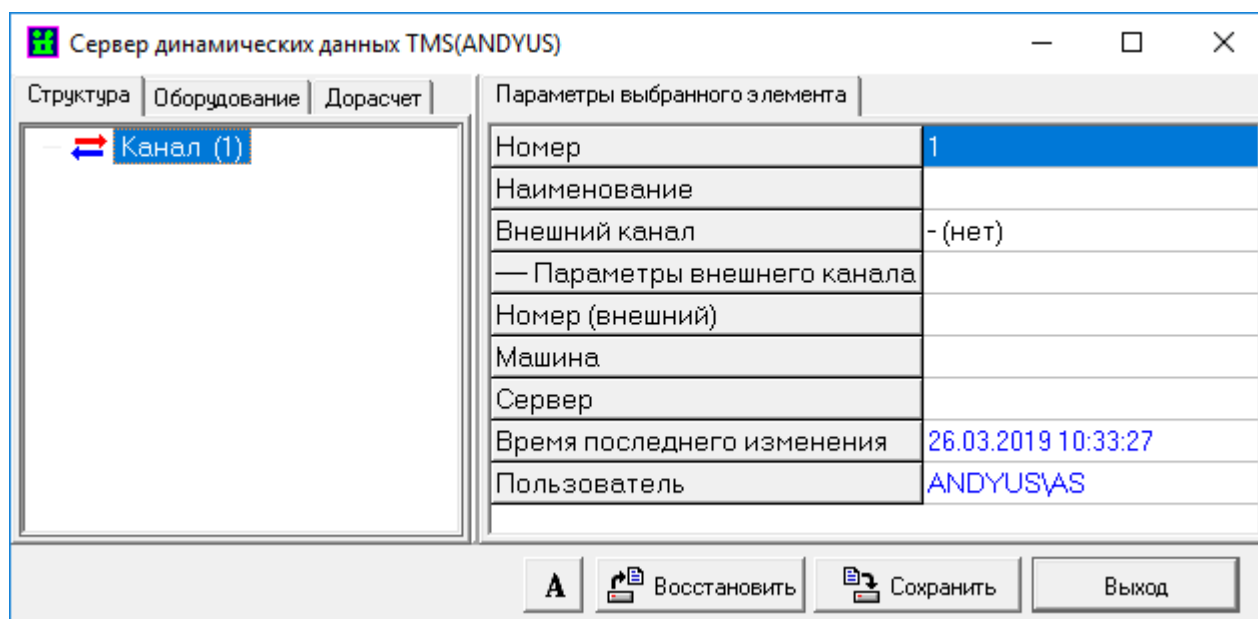 Сервер динамических данных TMS(ANDYUS)
Структура Оборудование Дорасчет
Канал (1)
Параметры выбранного элемента
Номер 1
Наименование
Внешний канал - (нет)
— Параметры внешнего канала
Номер (внешний)
Машина
Сервер
Время последнего изменения 26.03.2019 10:33:27
Пользователь ANDYUS\AS
A Восстановить Сохранить Выход